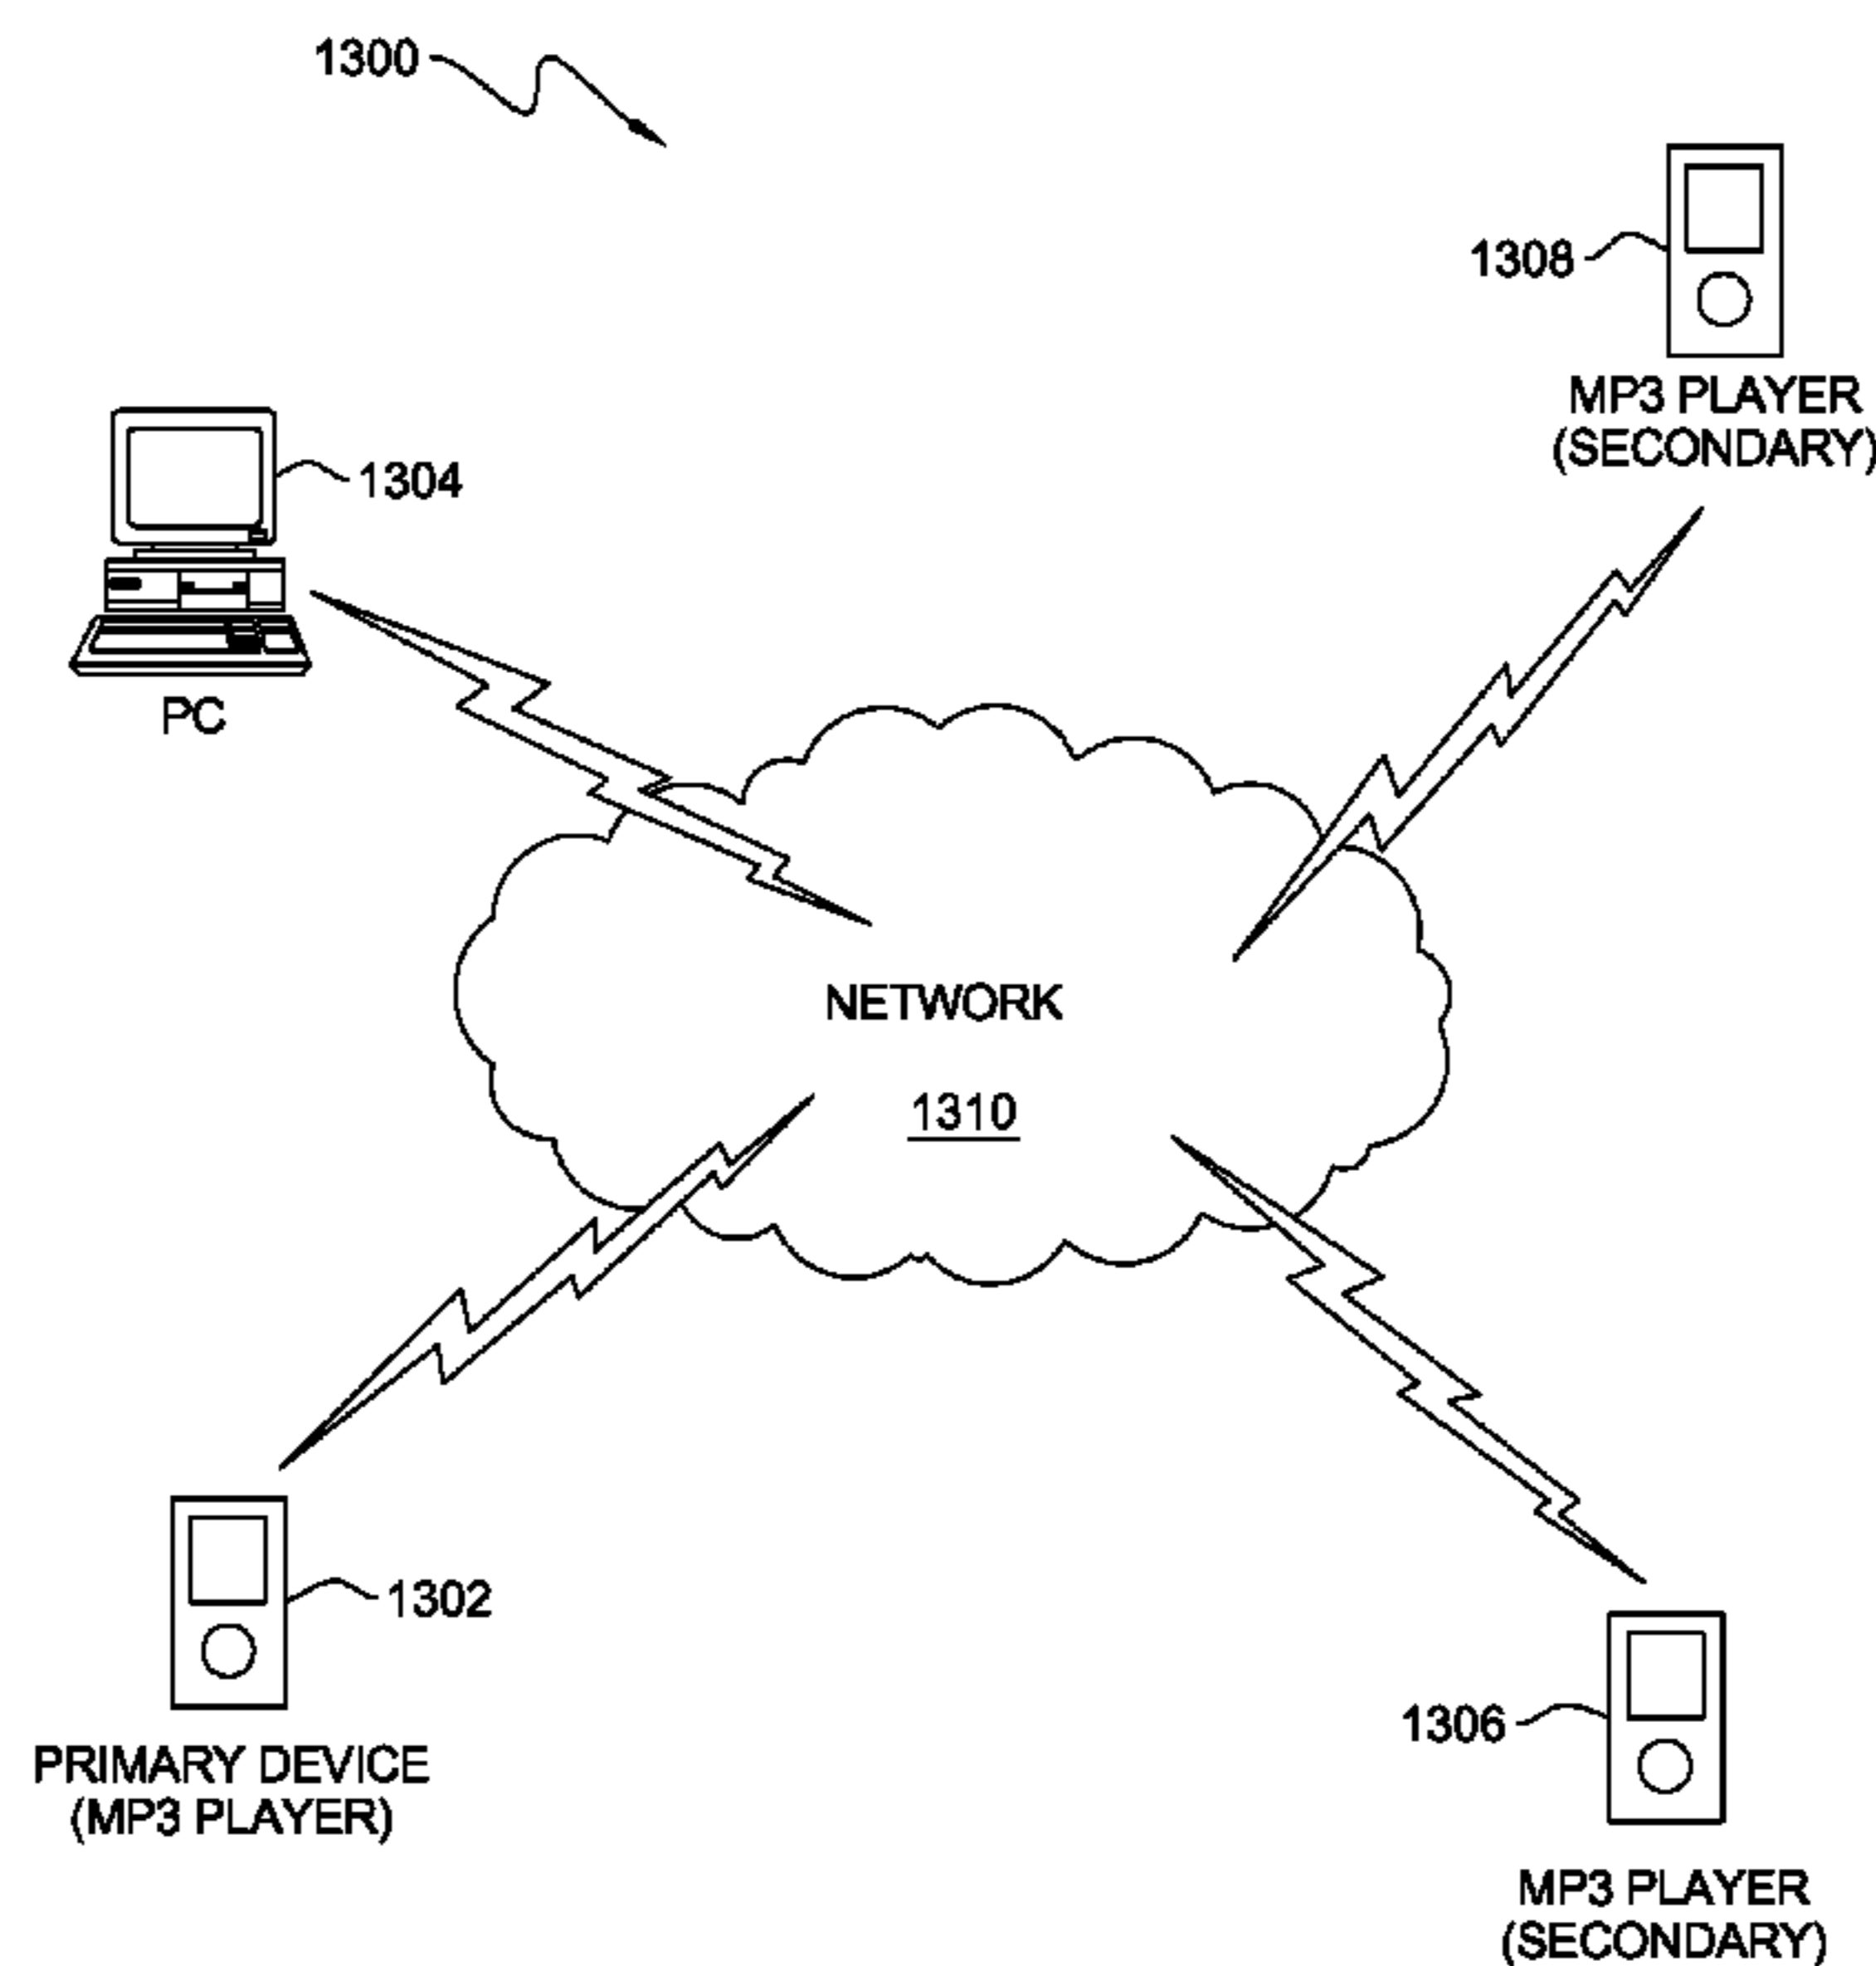 1300
1308
MP3 PLAYER
(SECONDARY)
1304
PC
NETWORK
1310
1302
PRIMARY DEVICE
(MP3 PLAYER)
1306
MP3 PLAYER
(SECONDARY)